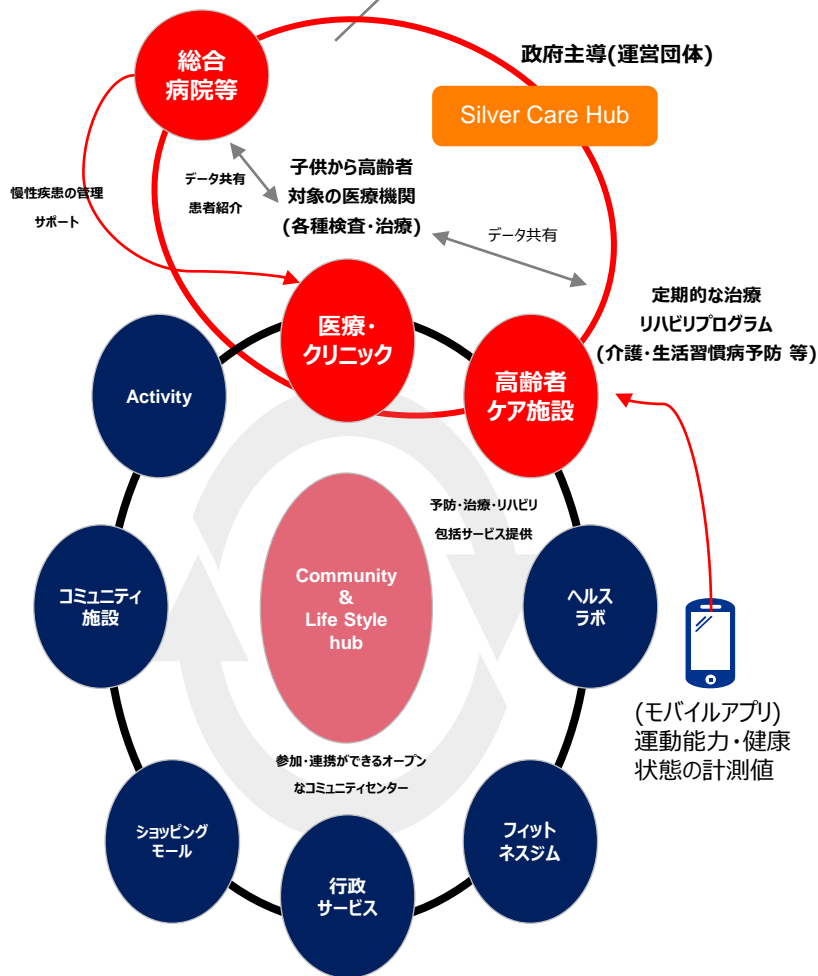 総合
病院等
政府主導(運営団体)
Silver Care Hub
子供から高齢者
対象の医療機関
(各種検査・治療)
データ共有
患者紹介
慢性疾患の管理
サポート
データ共有
定期的な治療
リハビリプログラム
(介護・生活習慣病予防 等)
医療・
クリニック
高齢者
ケア施設
Activity
予防・治療・リハビリ
包括サービス提供
Community
&
Life Style
hub
コミュニティ
施設
ヘルス
ラボ
(モバイルアプリ)
運動能力・健康
状態の計測値
参加・連携ができるオープン
なコミュニティセンター
ショッピング
モール
フィット
ネスジム
行政
サービス